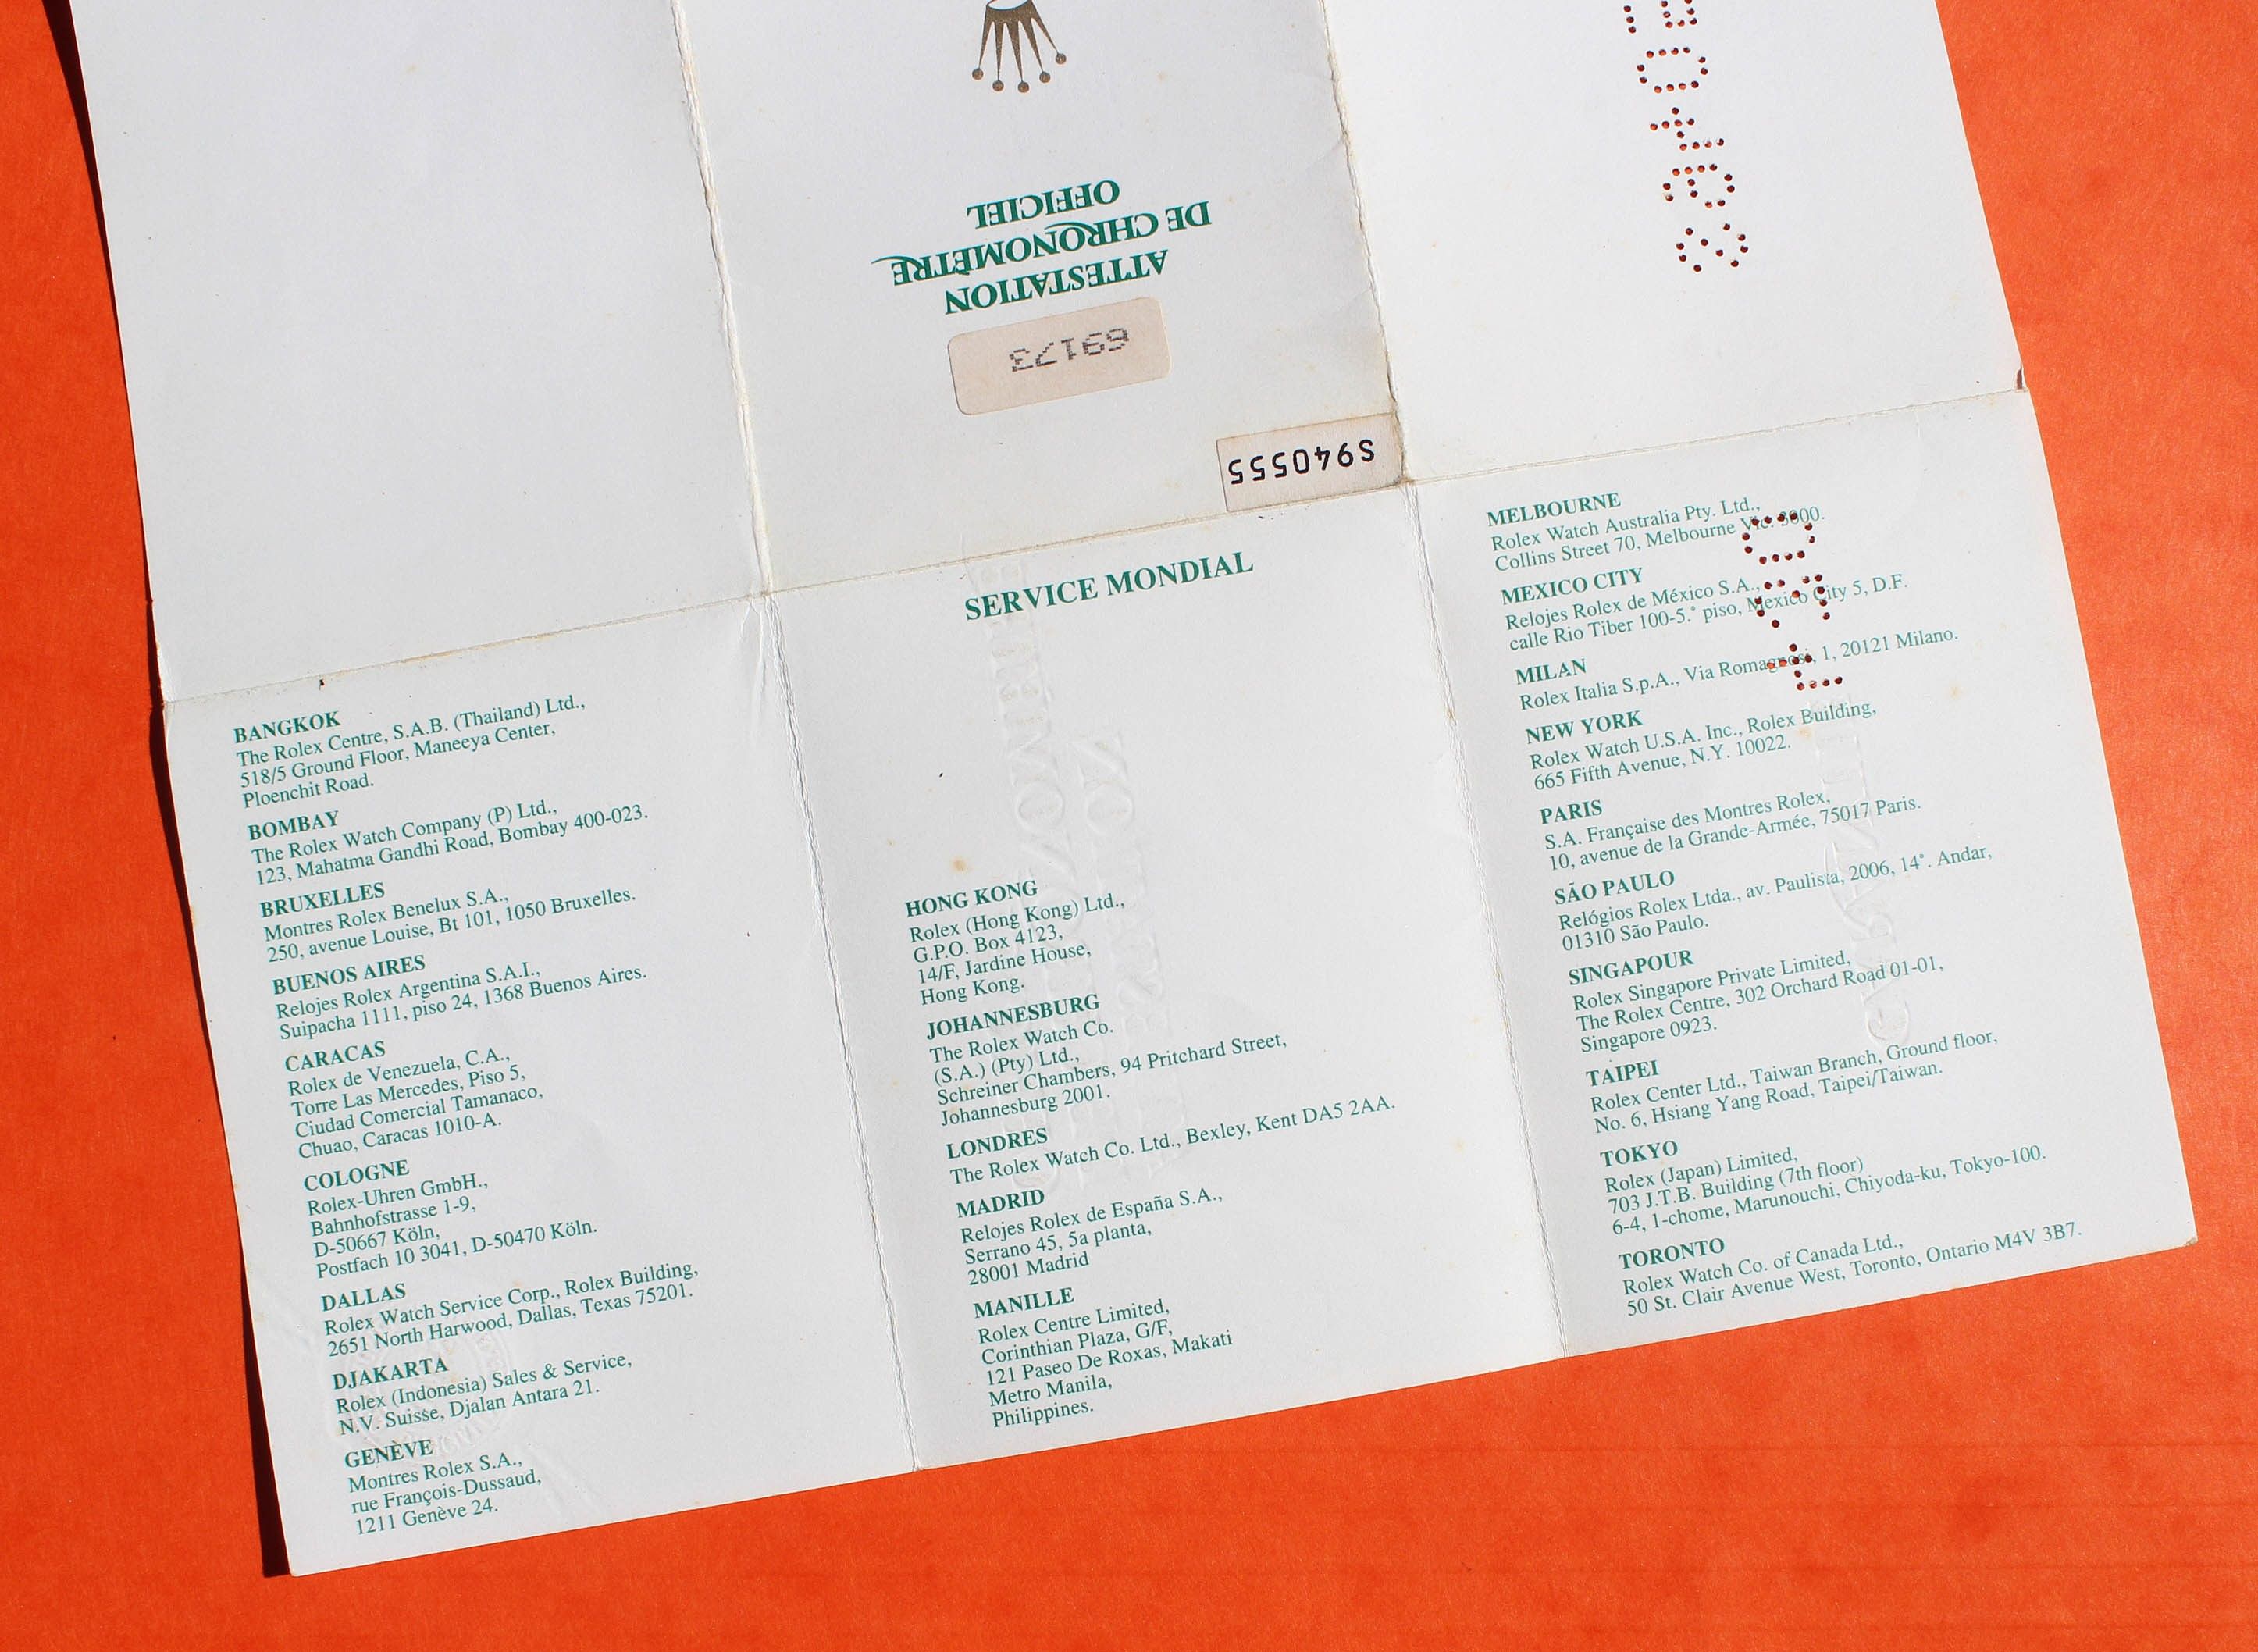 ATTESTATION
DE CHRONOMÈTRE
OFFICIEL
69173
S940555
SERVICE MONDIAL
BANGKOK
The Rolex Centre, S.A.B. (Thailand) Ltd.,
518/5 Ground Floor, Maneeya Center,
Ploenchit Road.
BOMBAY
The Rolex Watch Company (P) Ltd.,
123, Mahatma Gandhi Road, Bombay 400-023.
BRUXELLES
Montres Rolex Benelux S.A.,
250, avenue Louise, Bt 101, 1050 Bruxelles.
BUENOS AIRES
Relojes Rolex Argentina S.A.I.,
Suipacha 1111, piso 24, 1368 Buenos Aires.
CARACAS
Rolex de Venezuela, C.A.,
Torre Las Mercedes, Piso 5,
Ciudad Comercial Tamanaco,
Chuao, Caracas 1010-A.
COLOGNE
Rolex-Uhren GmbH.,
Bahnhofstrasse 1-9,
D-50667 Köln,
Postfach 10 3041, D-50470 Köln.
DALLAS
Rolex Watch Service Corp., Rolex Building,
2651 North Harwood, Dallas, Texas 75201.
DJAKARTA
Rolex (Indonesia) Sales & Service,
N.V. Suisse, Djalan Antara 21.
GENÈVE
Montres Rolex S.A.,
rue François-Dussaud,
1211 Genève 24.
HONG KONG
Rolex (Hong Kong) Ltd.,
G.P.O. Box 4123,
14/F, Jardine House,
Hong Kong.
JOHANNESBURG
The Rolex Watch Co.
(S.A.) (Pty) Ltd.,
Schreiner Chambers, 94 Pritchard Street,
Johannesburg 2001.
LONDRES
The Rolex Watch Co. Ltd., Bexley, Kent DA5 2AA.
MADRID
Relojes Rolex de España S.A.,
Serrano 45, 5a planta,
28001 Madrid
MANILLE
Rolex Centre Limited,
Corinthian Plaza, G/F,
121 Paseo De Roxas, Makati
Metro Manila,
Philippines.
MELBOURNE
Rolex Watch Australia Pty. Ltd.,
Collins Street 70, Melbourne Vic. 3000.
MEXICO CITY
Relojes Rolex de México S.A.,
calle Rio Tiber 100-5.° piso, Mexico City 5, D.F.
MILAN
Rolex Italia S.p.A., Via Romagnosi, 1, 20121 Milano.
NEW YORK
Rolex Watch U.S.A. Inc., Rolex Building,
665 Fifth Avenue, N.Y. 10022.
PARIS
S.A. Française des Montres Rolex,
10, avenue de la Grande-Armée, 75017 Paris.
SÃO PAULO
Relógios Rolex Ltda., av. Paulista, 2006, 14°. Andar,
01310 São Paulo.
SINGAPOUR
Rolex Singapore Private Limited,
The Rolex Centre, 302 Orchard Road 01-01,
Singapore 0923.
TAIPEI
Rolex Center Ltd., Taiwan Branch, Ground floor,
No. 6, Hsiang Yang Road, Taipei/Taiwan.
TOKYO
Rolex (Japan) Limited,
703 J.T.B. Building (7th floor)
6-4, 1-chome, Marunouchi, Chiyoda-ku, Tokyo-100.
TORONTO
Rolex Watch Co. of Canada Ltd.,
50 St. Clair Avenue West, Toronto, Ontario M4V 3B7.